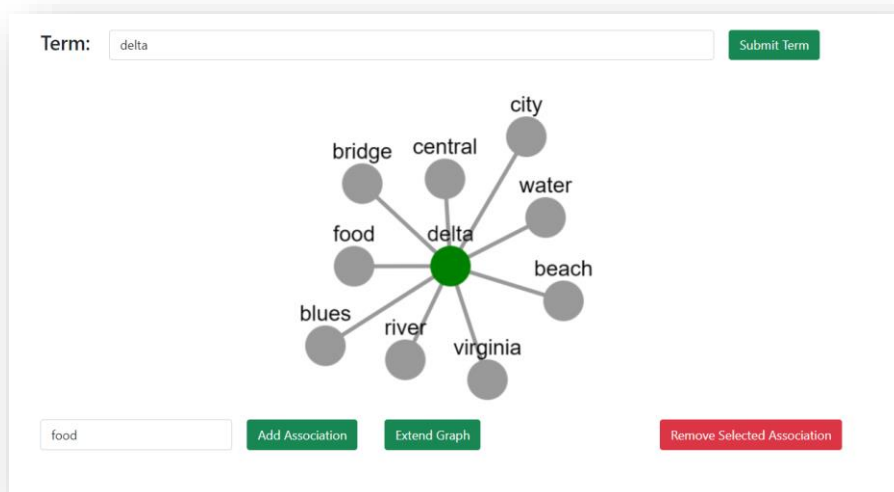 Term: delta Submit Term
city
bridge central
water
food delta
beach
blues
river
virginia
food Add Association Extend Graph Remove Selected Association